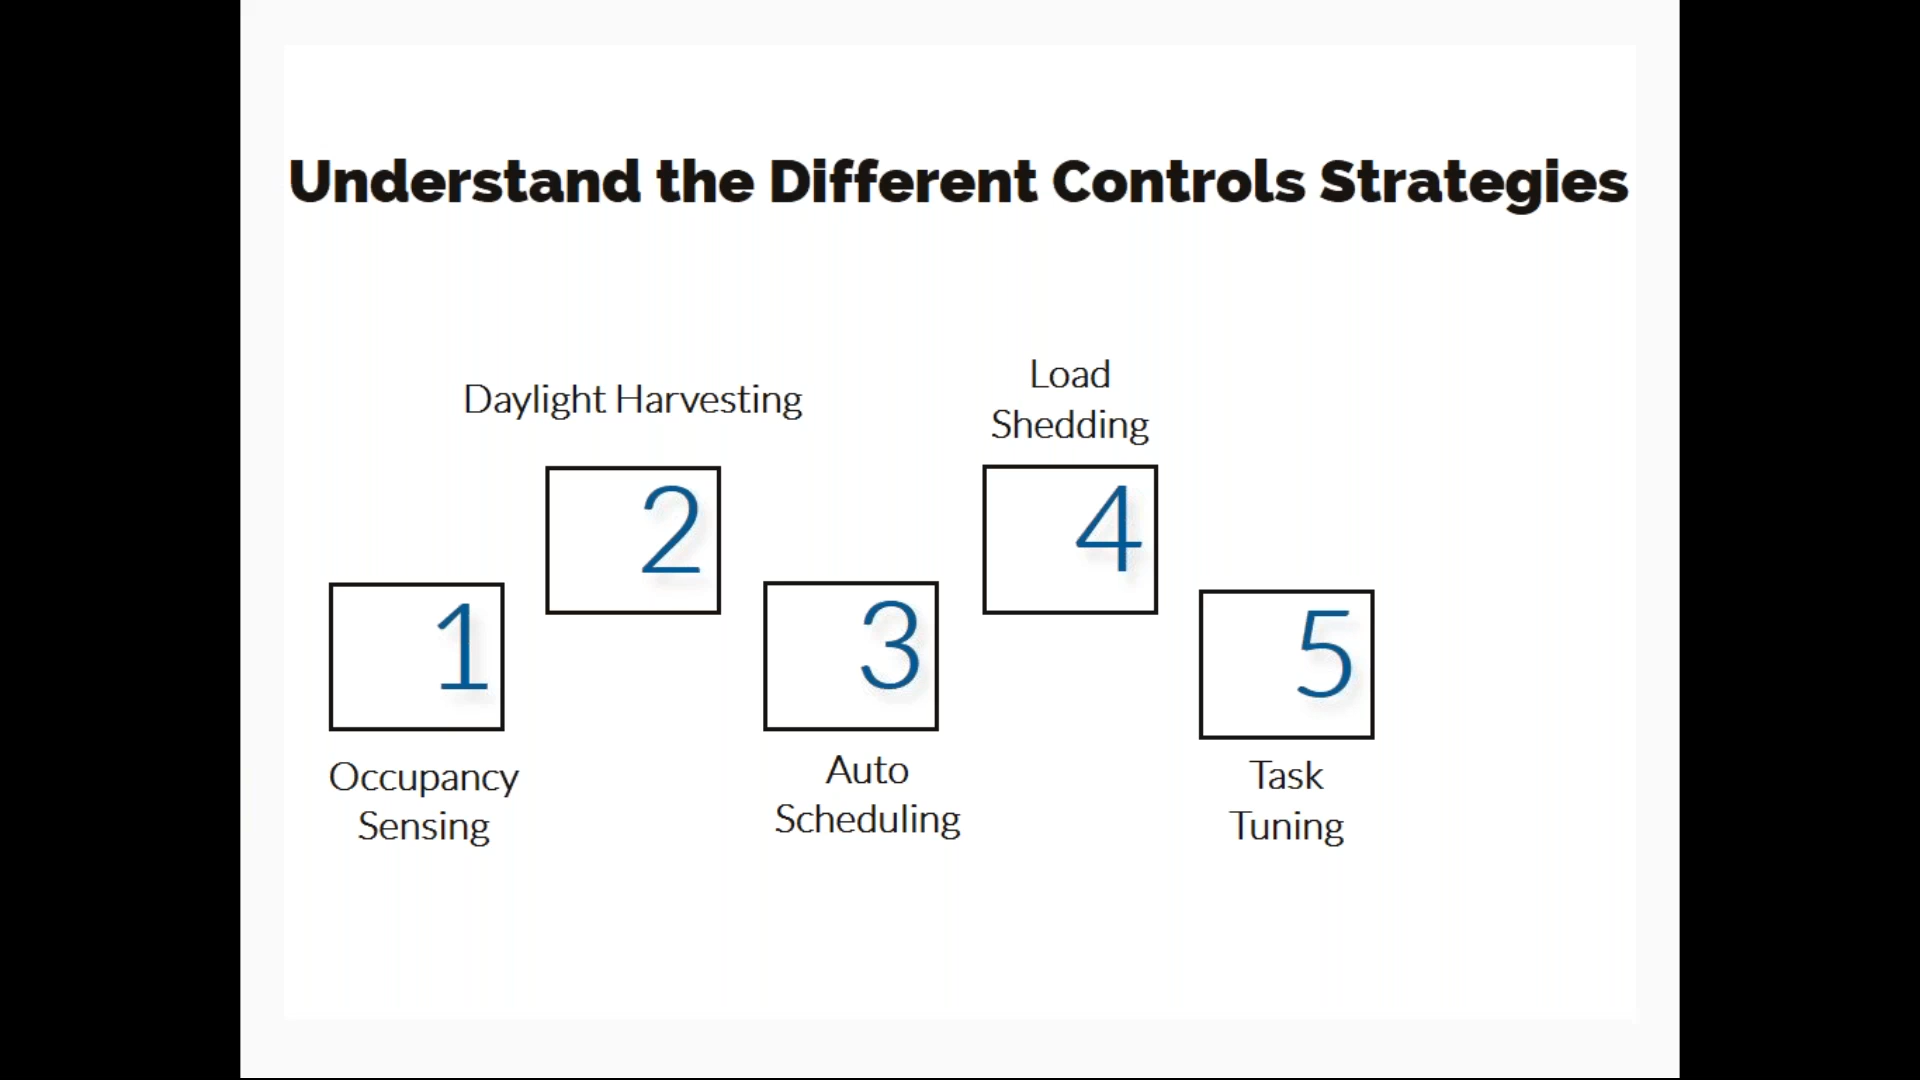 Understand the Different Controls Strategies
1
Occupancy
Sensing
Daylight Harvesting
2
3
Auto
Scheduling
Load
Shedding
4
5
Task
Tuning